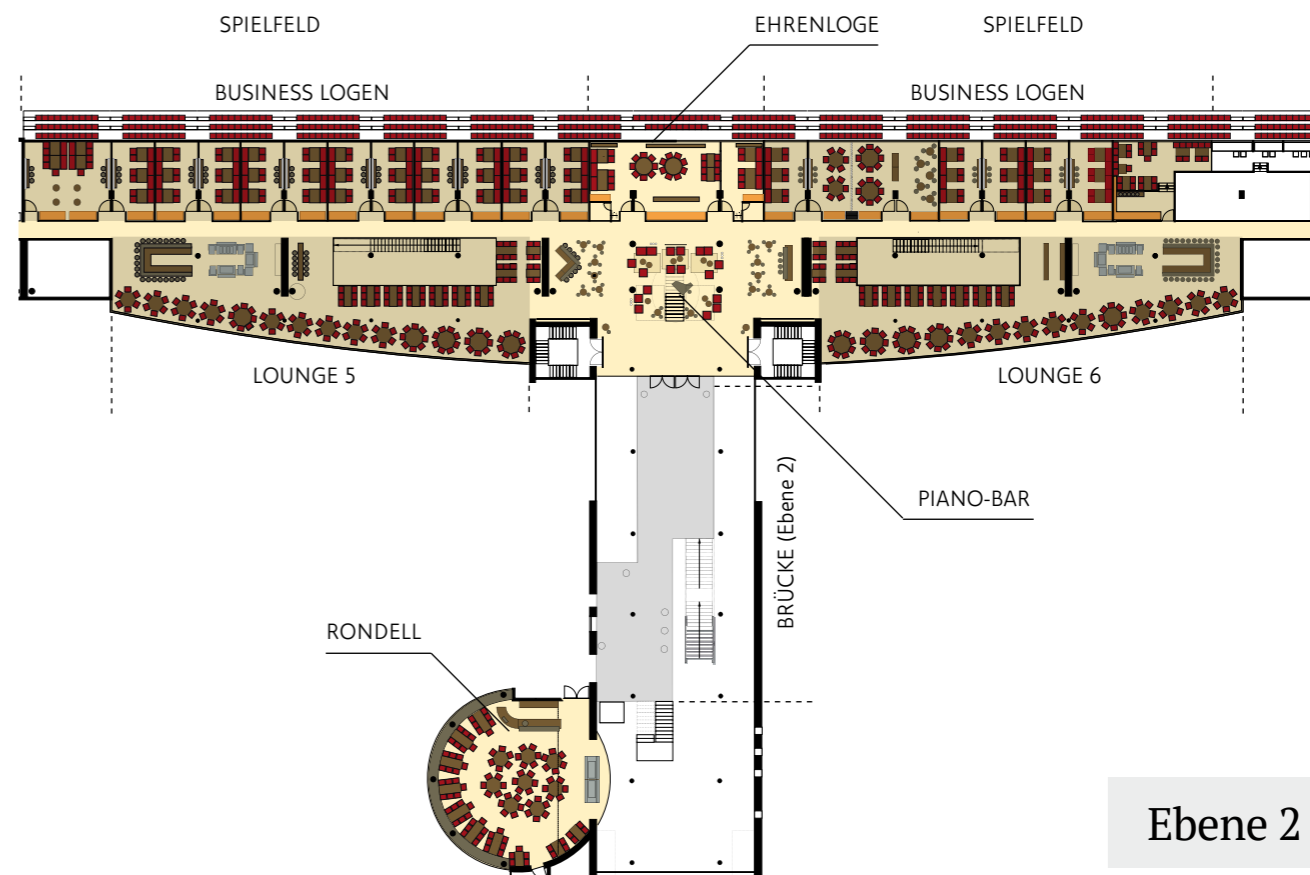 SPIELFELD
EHRENLOGE
SPIELFELD
BUSINESS LOGEN
BUSINESS LOGEN
LOUNGE 5
LOUNGE 6
PIANO-BAR
BRÜCKE (Ebene 2)
RONDELL
Ebene 2